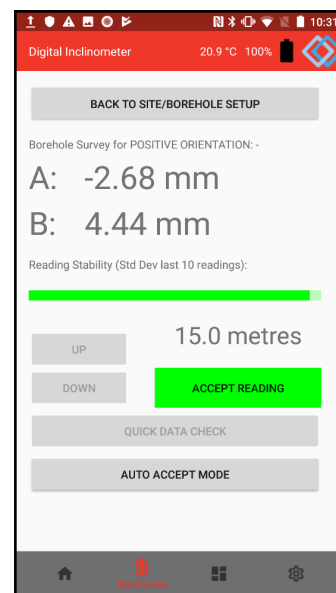 10:31
Digital Inclinometer 20.9 °C 100%
BACK TO SITE/BOREHOLE SETUP
Borehole Survey for POSITIVE ORIENTATION: -
A: -2.68 mm
B: 4.44 mm
Reading Stability (Std Dev last 10 readings):
15.0 metres
UP
DOWN ACCEPT READING
QUICK DATA CHECK
AUTO ACCEPT MODE
Boreholes